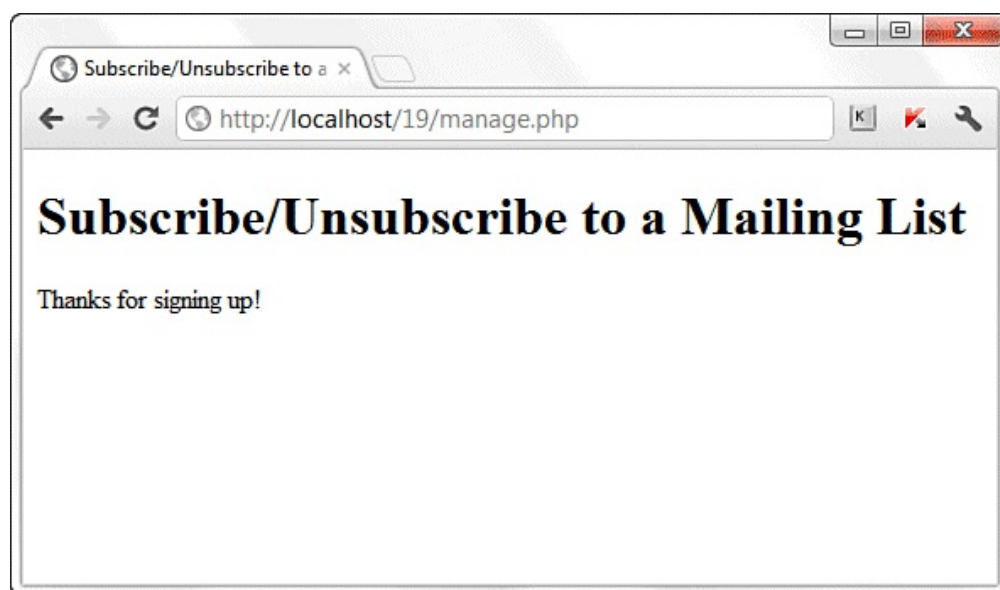 Subscribe/Unsubscribe to a
http://localhost/19/manage.php
K
Subscribe/Unsubscribe to a Mailing List
Thanks for signing up!